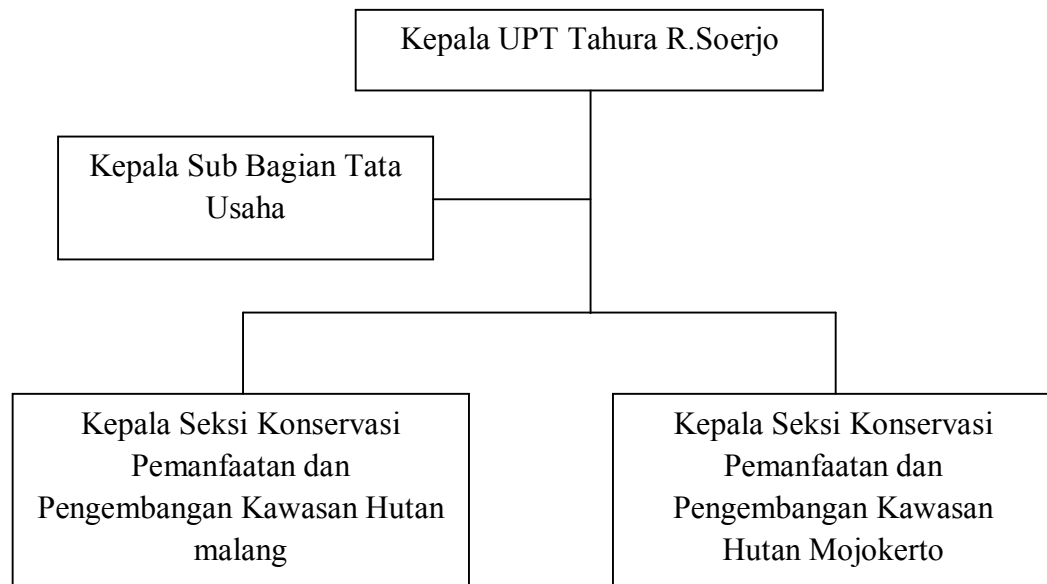 Kepala UPT Tahura R.Soerjo
Kepala Sub Bagian Tata
Usaha
Kepala Seksi Konservasi
Pemanfaatan dan
Pengembangan Kawasan Hutan
malang
Kepala Seksi Konservasi
Pemanfaatan dan
Pengembangan Kawasan
Hutan Mojokerto